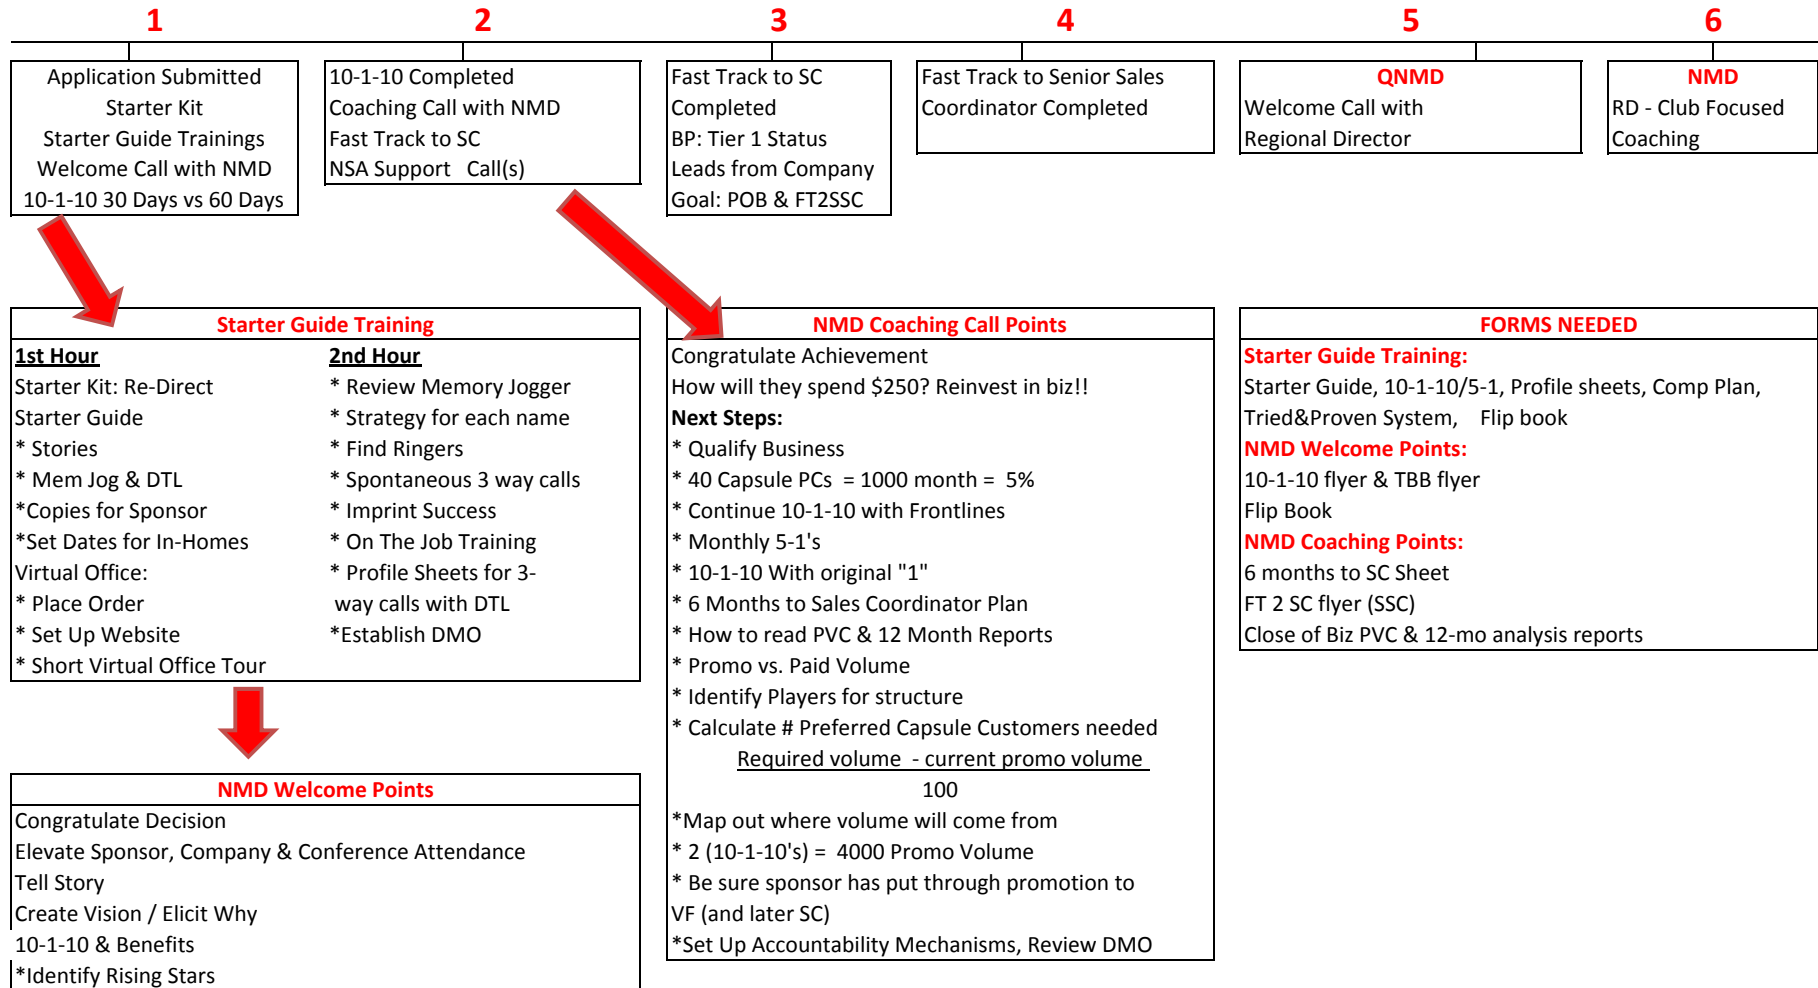 1
2
3
4
5
6
Application Submitted
Starter Kit
Starter Guide Trainings
Welcome Call with NMD
10-1-10 30 Days vs 60 Days
10-1-10 Completed
Coaching Call with NMD
Fast Track to SC
NSA Support   Call(s)
Fast Track to SC
Completed
BP: Tier 1 Status
Leads from Company
Goal: POB & FT2SSC
Fast Track to Senior Sales
Coordinator Completed
QNMD
Welcome Call with
Regional Director
NMD
RD - Club Focused
Coaching
Starter Guide Training
1st Hour
Starter Kit: Re-Direct
Starter Guide
* Stories
* Mem Jog & DTL
*Copies for Sponsor
*Set Dates for In-Homes
Virtual Office:
* Place Order
* Set Up Website
* Short Virtual Office Tour
2nd Hour
* Review Memory Jogger
* Strategy for each name
* Find Ringers
* Spontaneous 3 way calls
* Imprint Success
* On The Job Training
* Profile Sheets for 3-
way calls with DTL
*Establish DMO
NMD Welcome Points
Congratulate Decision
Elevate Sponsor, Company & Conference Attendance
Tell Story
Create Vision / Elicit Why
10-1-10 & Benefits
*Identify Rising Stars
NMD Coaching Call Points
Congratulate Achievement
How will they spend $250? Reinvest in biz!!
Next Steps:
* Qualify Business
* 40 Capsule PCs  = 1000 month = 5%
* Continue 10-1-10 with Frontlines
* Monthly 5-1's
* 10-1-10 With original "1"
* 6 Months to Sales Coordinator Plan
* How to read PVC & 12 Month Reports
* Promo vs. Paid Volume
* Identify Players for structure
* Calculate # Preferred Capsule Customers needed
Required volume  - current promo volume
100
*Map out where volume will come from
* 2 (10-1-10's) =  4000 Promo Volume
* Be sure sponsor has put through promotion to
VF (and later SC)
*Set Up Accountability Mechanisms, Review DMO
FORMS NEEDED
Starter Guide Training:
Starter Guide, 10-1-10/5-1, Profile sheets, Comp Plan,
Tried&Proven System,    Flip book
NMD Welcome Points:
10-1-10 flyer & TBB flyer
Flip Book
NMD Coaching Points:
6 months to SC Sheet
FT 2 SC flyer (SSC)
Close of Biz PVC & 12-mo analysis reports